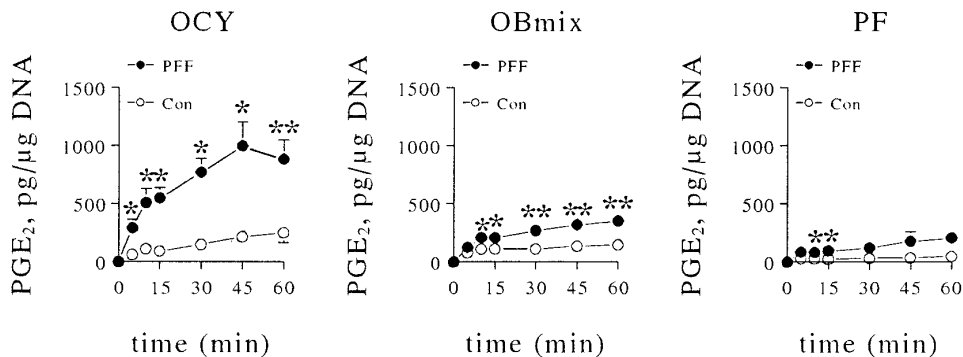 OCY
OBmix
PF
PGE2, pg/µg DNA
PFF
Con
1500
1000
500
0
* ** * * **
0 15 30 45 60
time (min)
PGE2, pg/µg DNA
PFF
Con
1500
1000
500
0
** ** ** **
0 15 30 45 60
time (min)
PGE2, pg/µg DNA
PFF
Con
1500
1000
500
0
**
0 15 30 45 60
time (min)